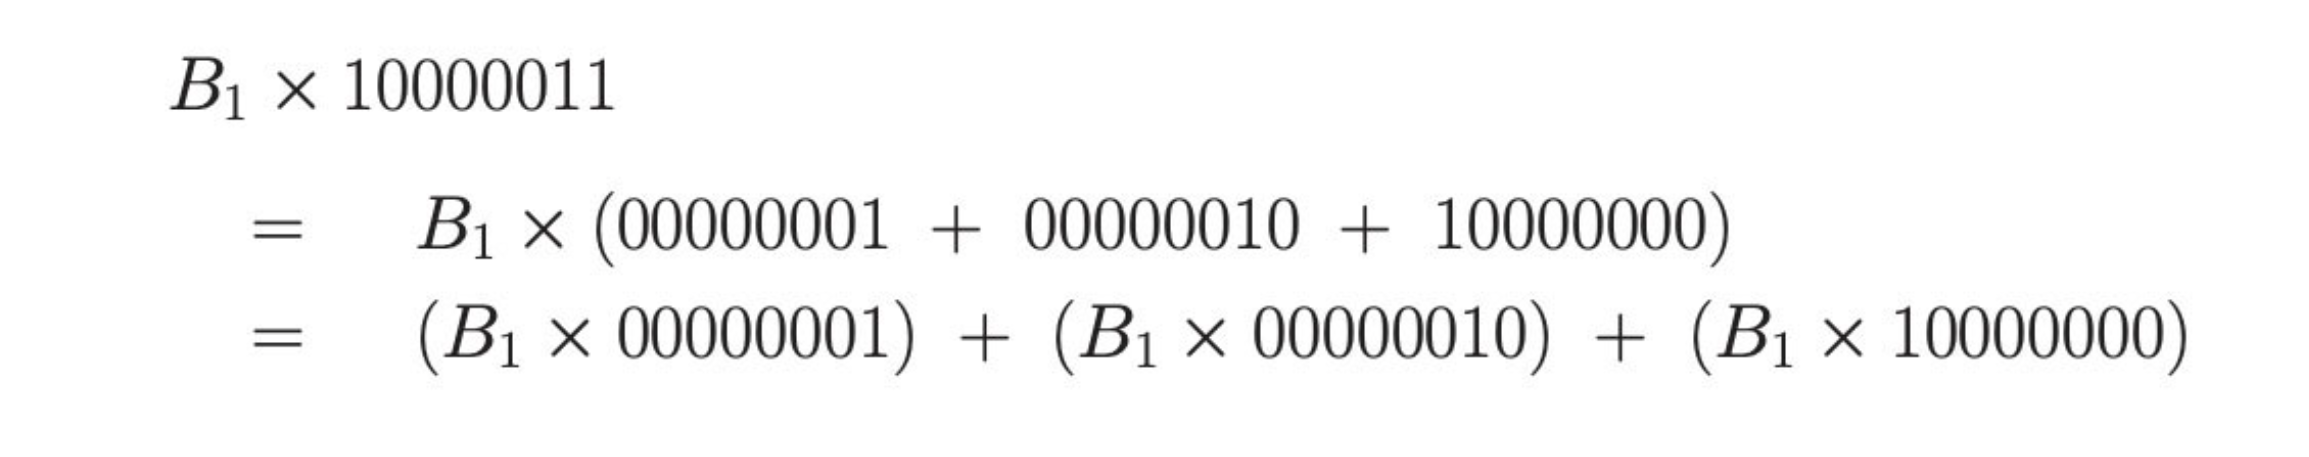 B₁ × 10000011
= B₁ × (00000001 + 00000010 + 10000000)
= (B₁ × 00000001) + (B₁ × 00000010) + (B₁ × 10000000)